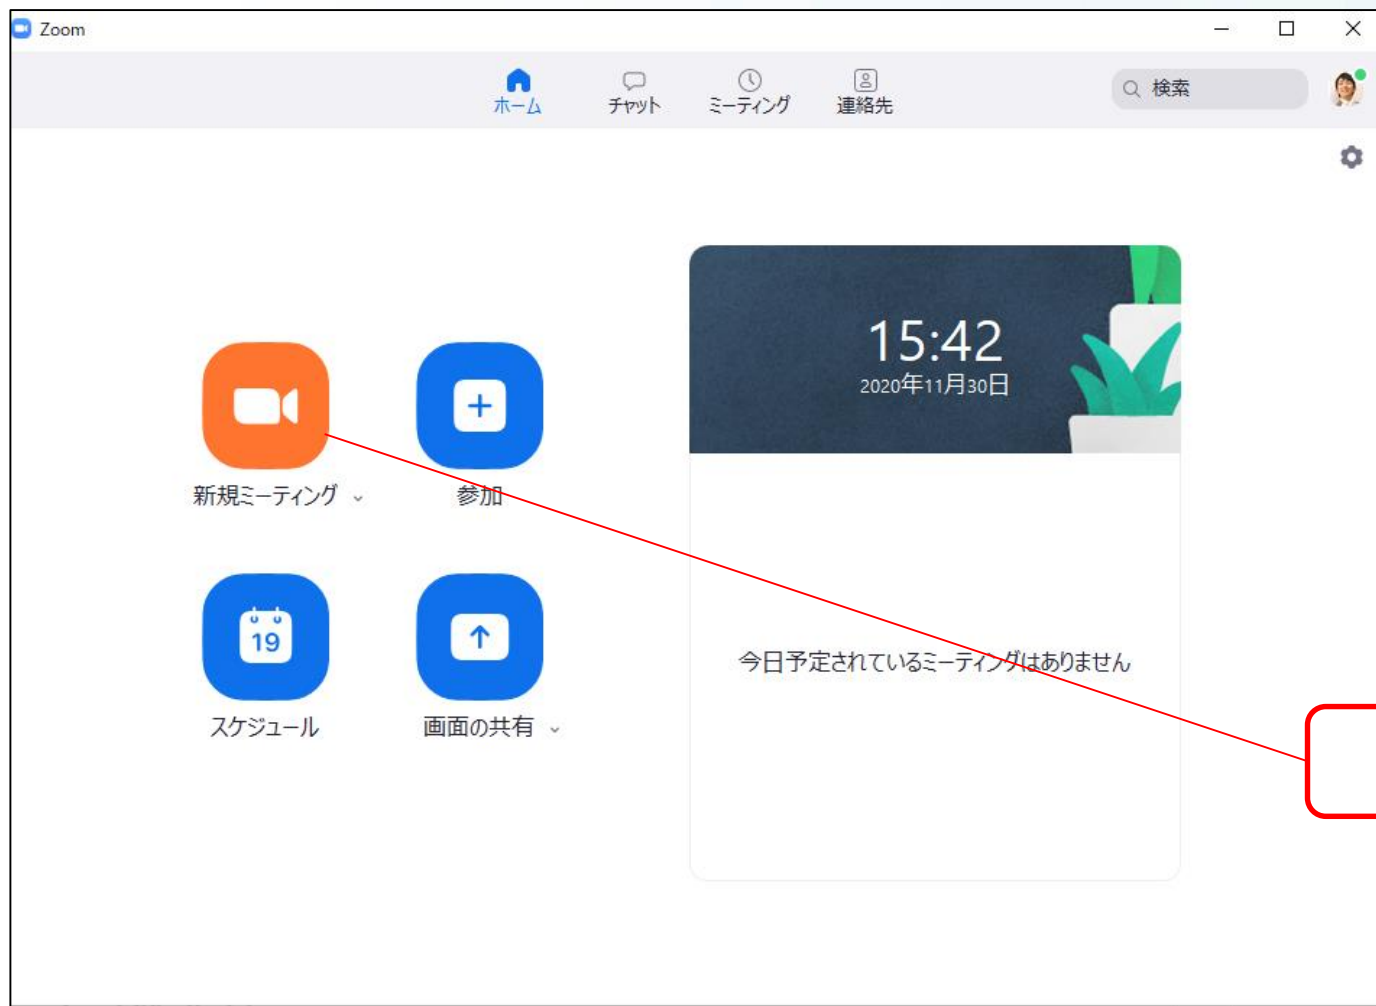 Zoom
ホーム
チャット
ミーティング
連絡先
検索
15:42
2020年11月30日
新規ミーティング
参加
19
スケジュール
画面の共有
今日予定されているミーティングはありません